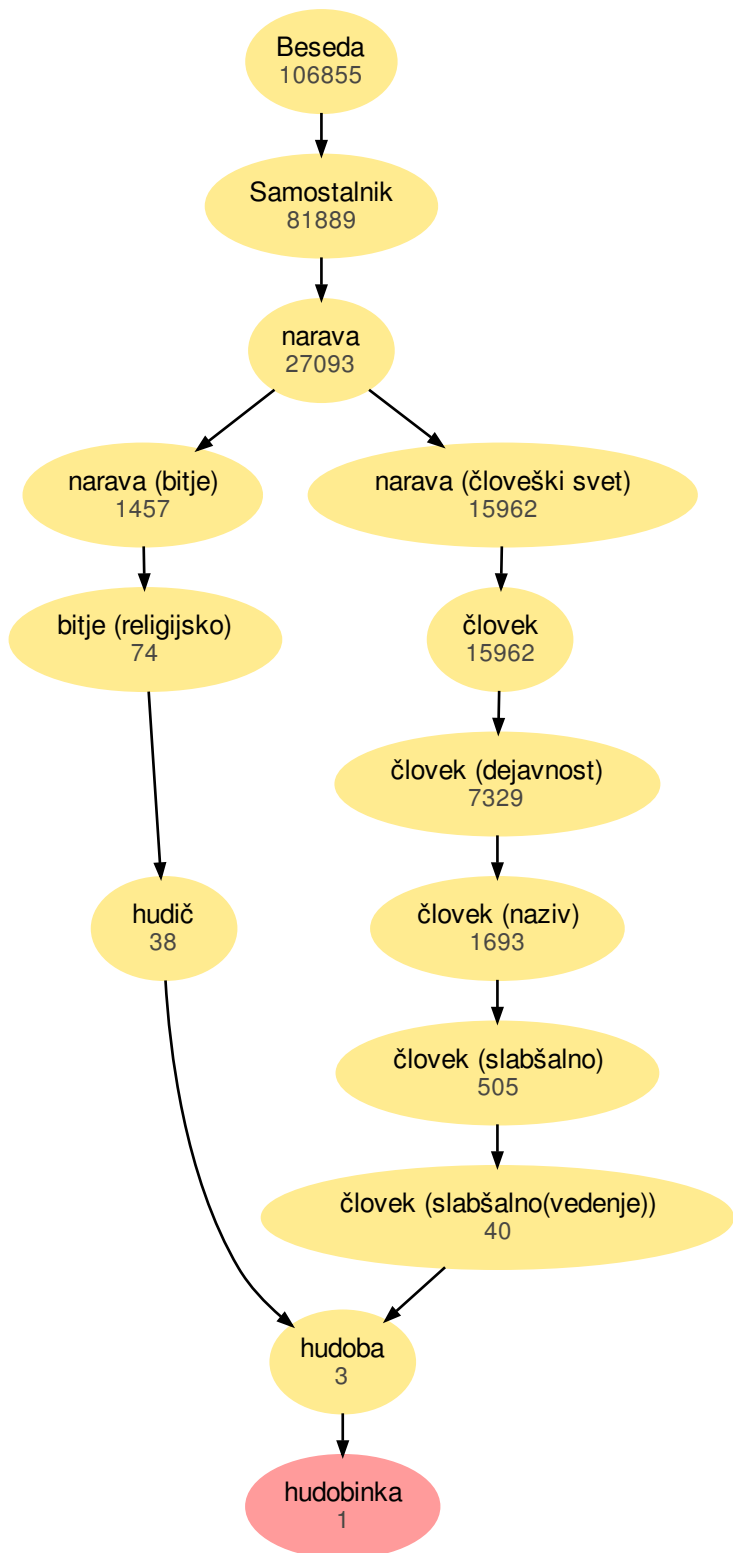 Beseda
106855
Samostalnik
81889
narava
27093
narava (bitje)
1457
narava (človeški svet)
15962
bitje (religijsko)
74
človek
15962
človek (dejavnost)
7329
hudič
38
človek (naziv)
1693
človek (slabšalno)
505
človek (slabšalno(vedenje))
40
hudoba
3
hudobinka
1